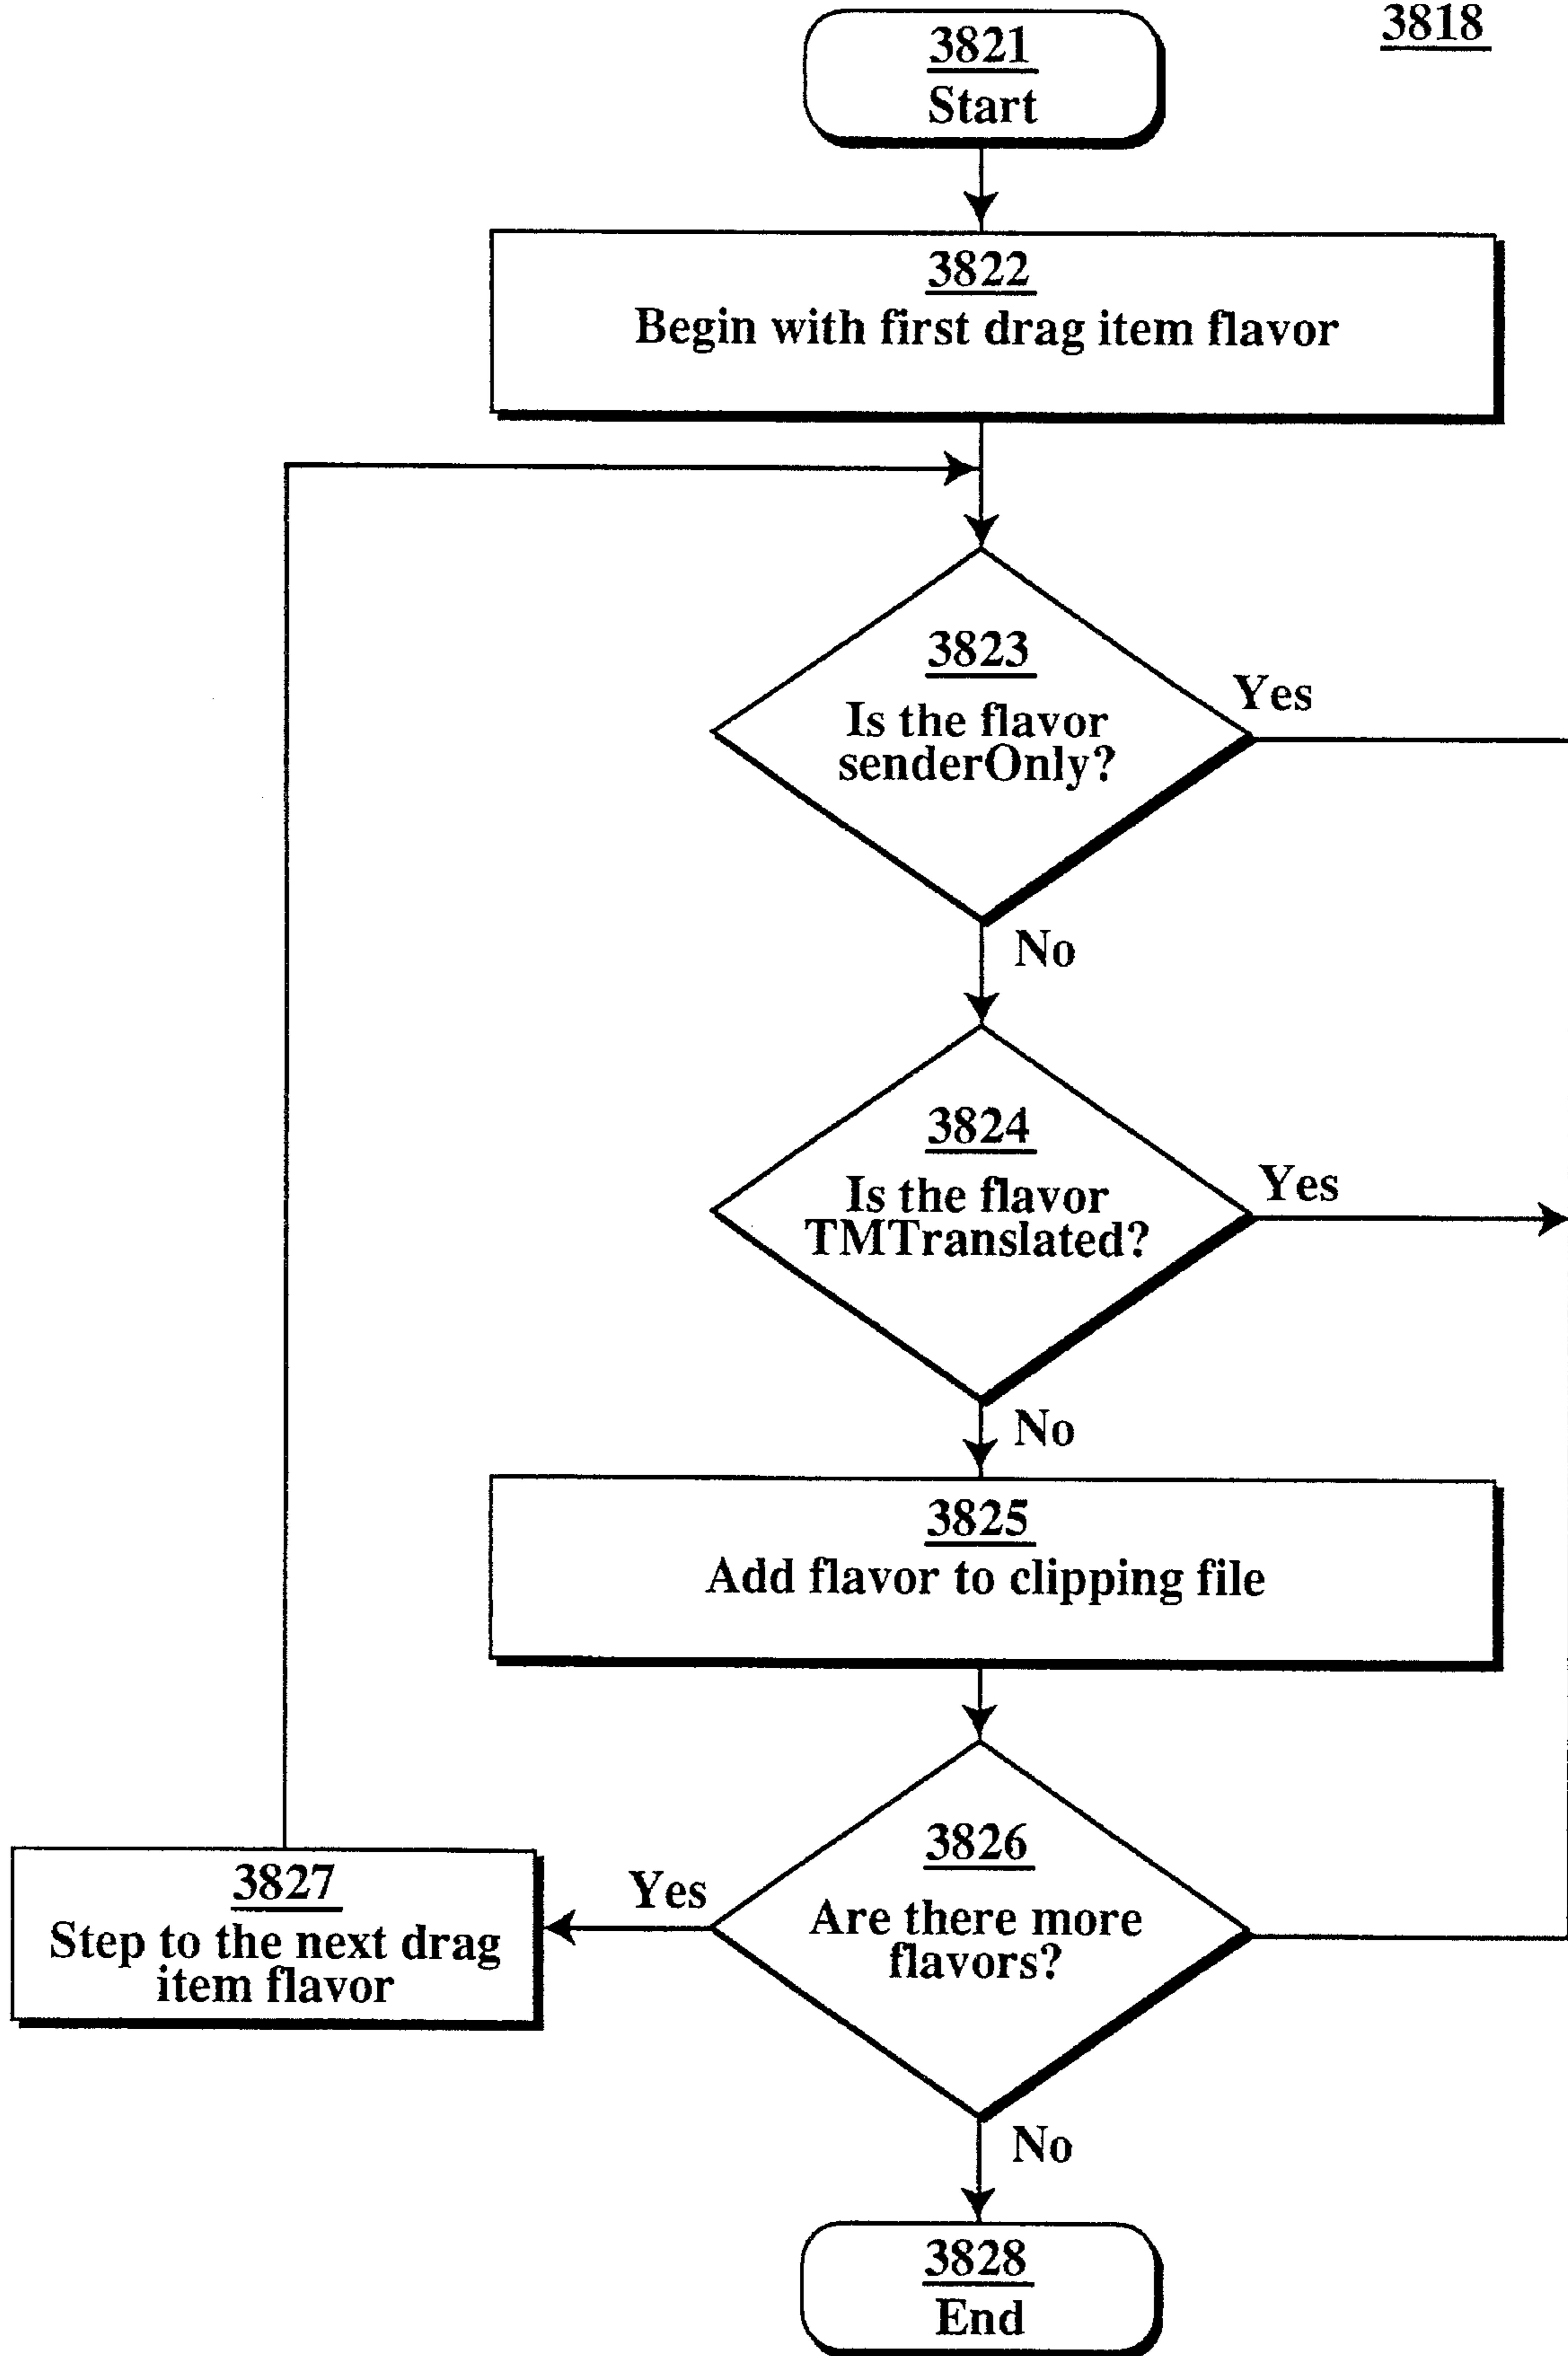 3818
3821
Start
3822
Begin with first drag item flavor
3823
Is the flavor
senderOnly?
Yes
No
3824
Is the flavor
TMTranslated?
Yes
No
3825
Add flavor to clipping file
3826
Are there more
flavors?
Yes
3827
Step to the next drag
item flavor
No
3828
End